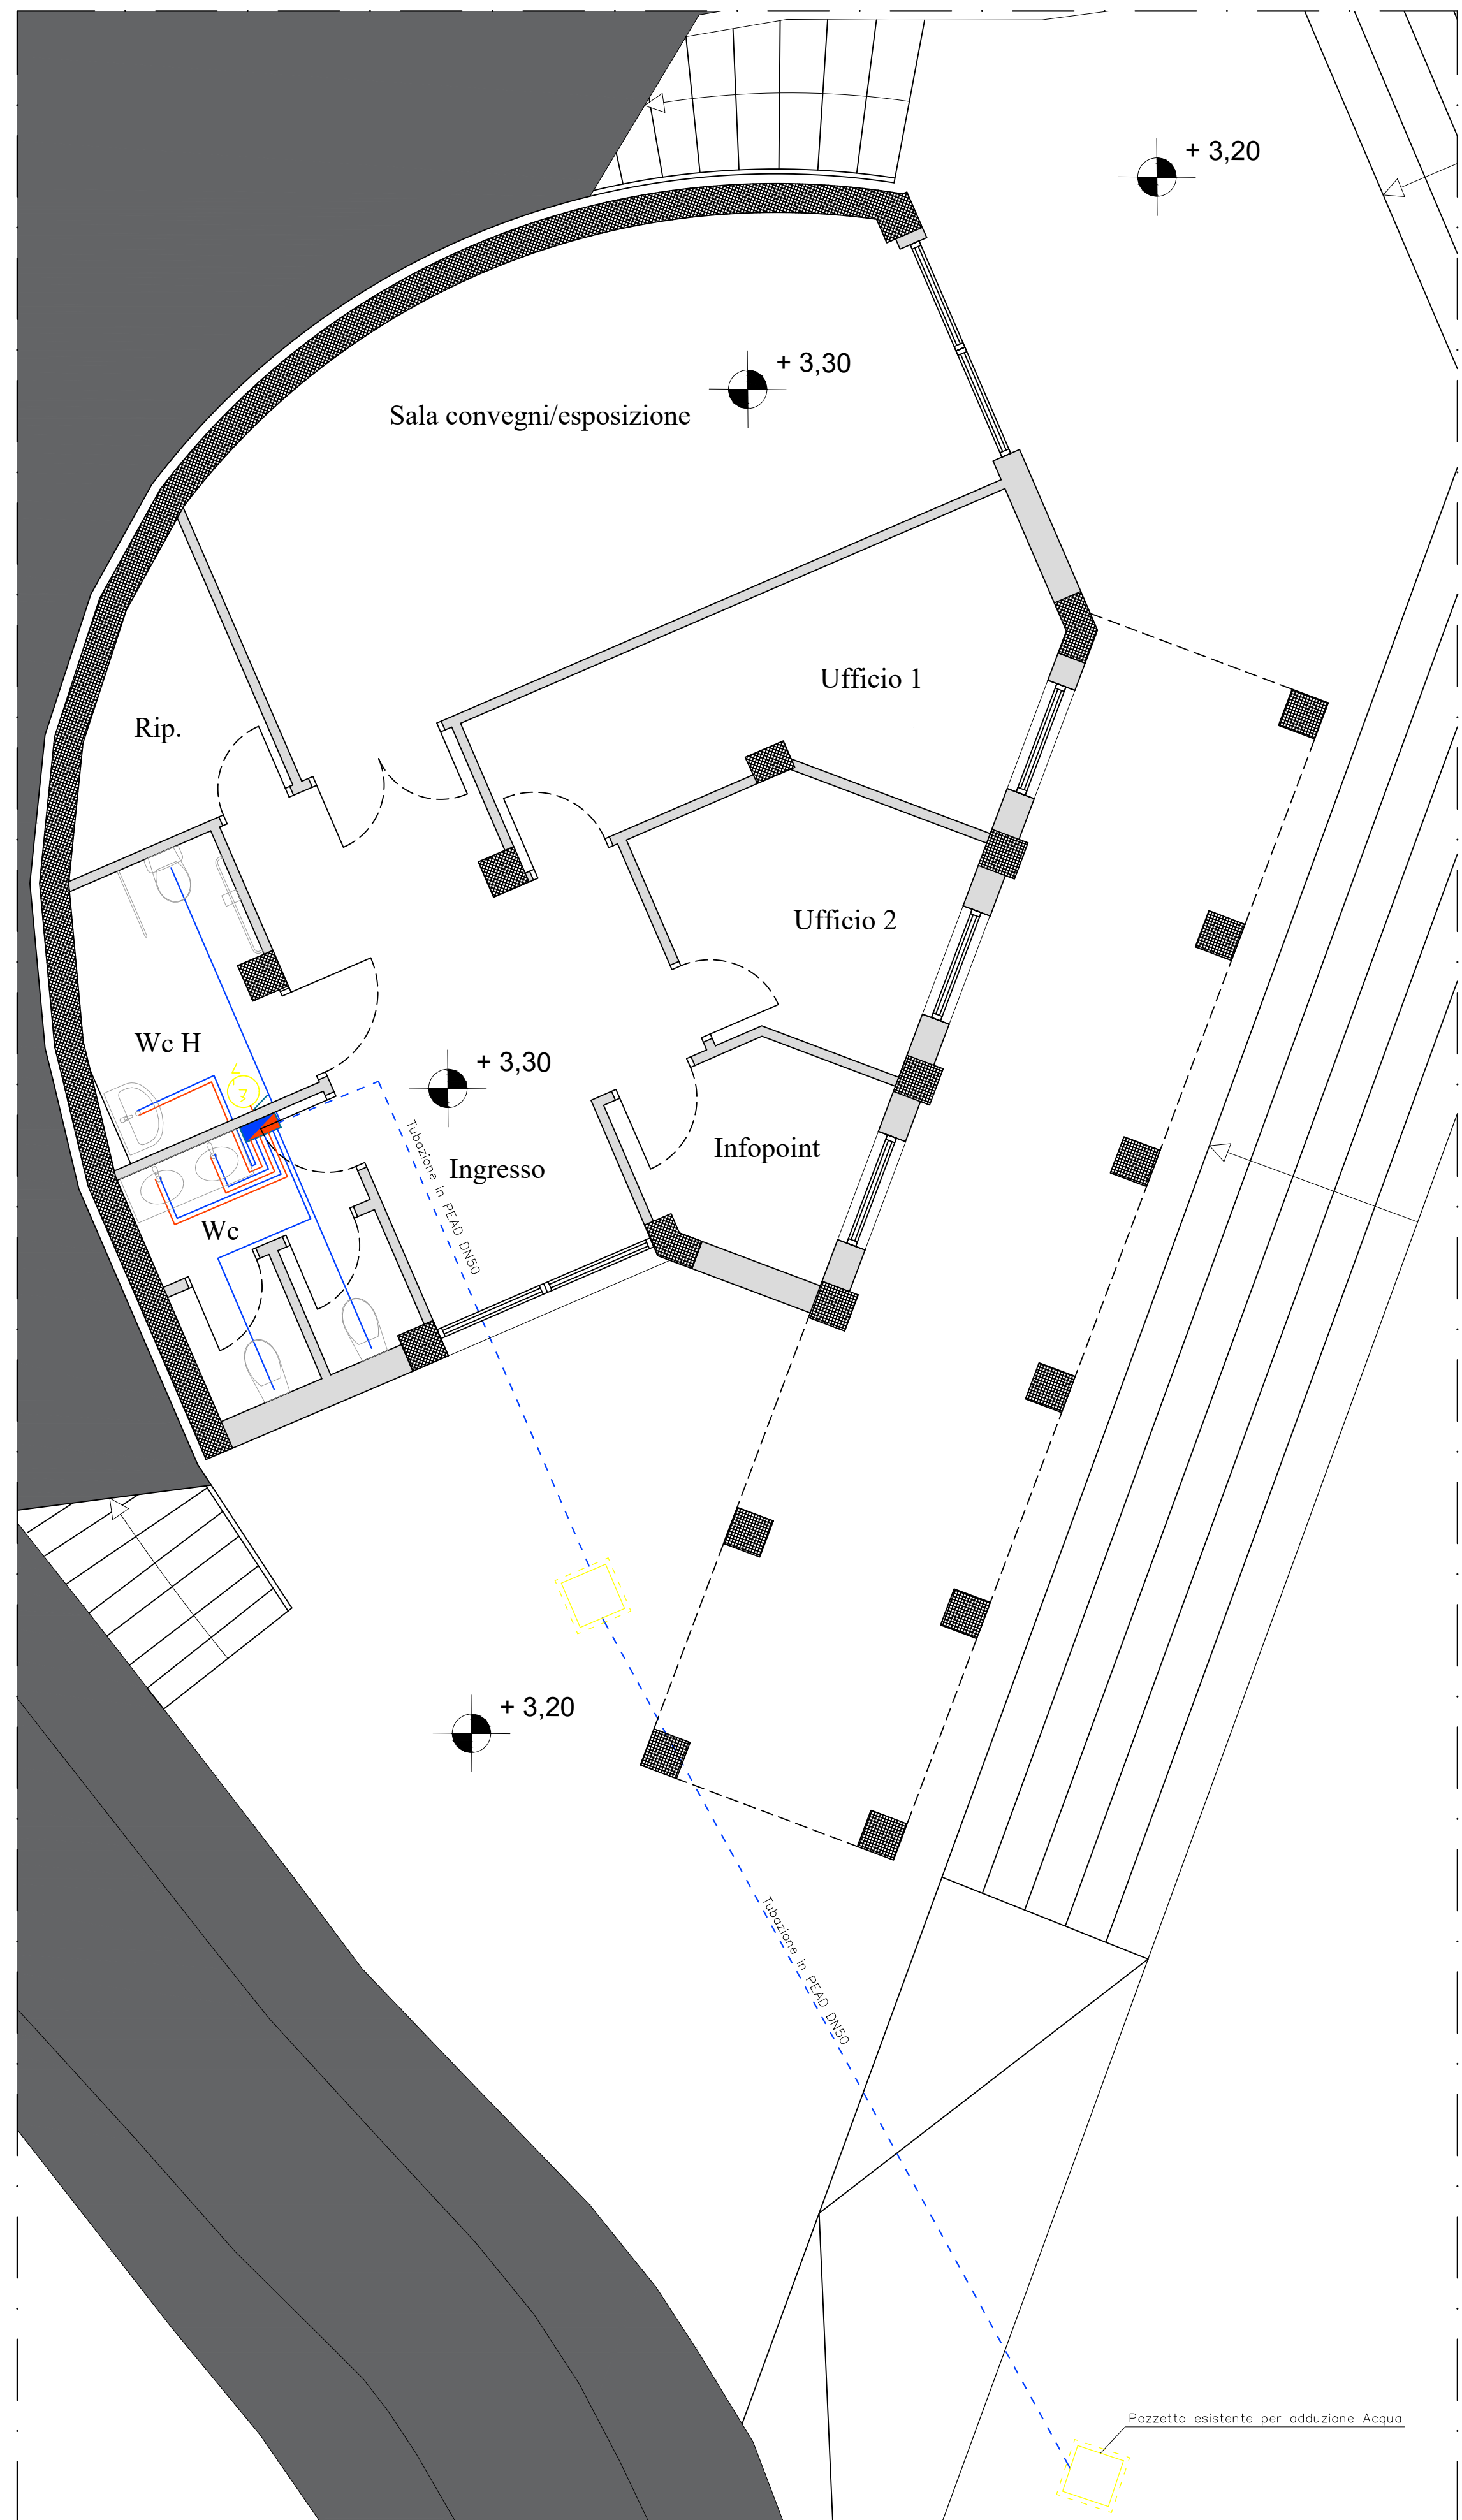 + 3,20
+ 3,30
Sala convegni/esposizione
Ufficio 1
Rip.
Ufficio 2
Wc H
+ 3,30
Infopoint
Ingresso
Tubazione in PEAD DN50
Wc
+ 3,20
Tubazione in PEAD DN50
Pozzetto esistente per adduzione Acqua